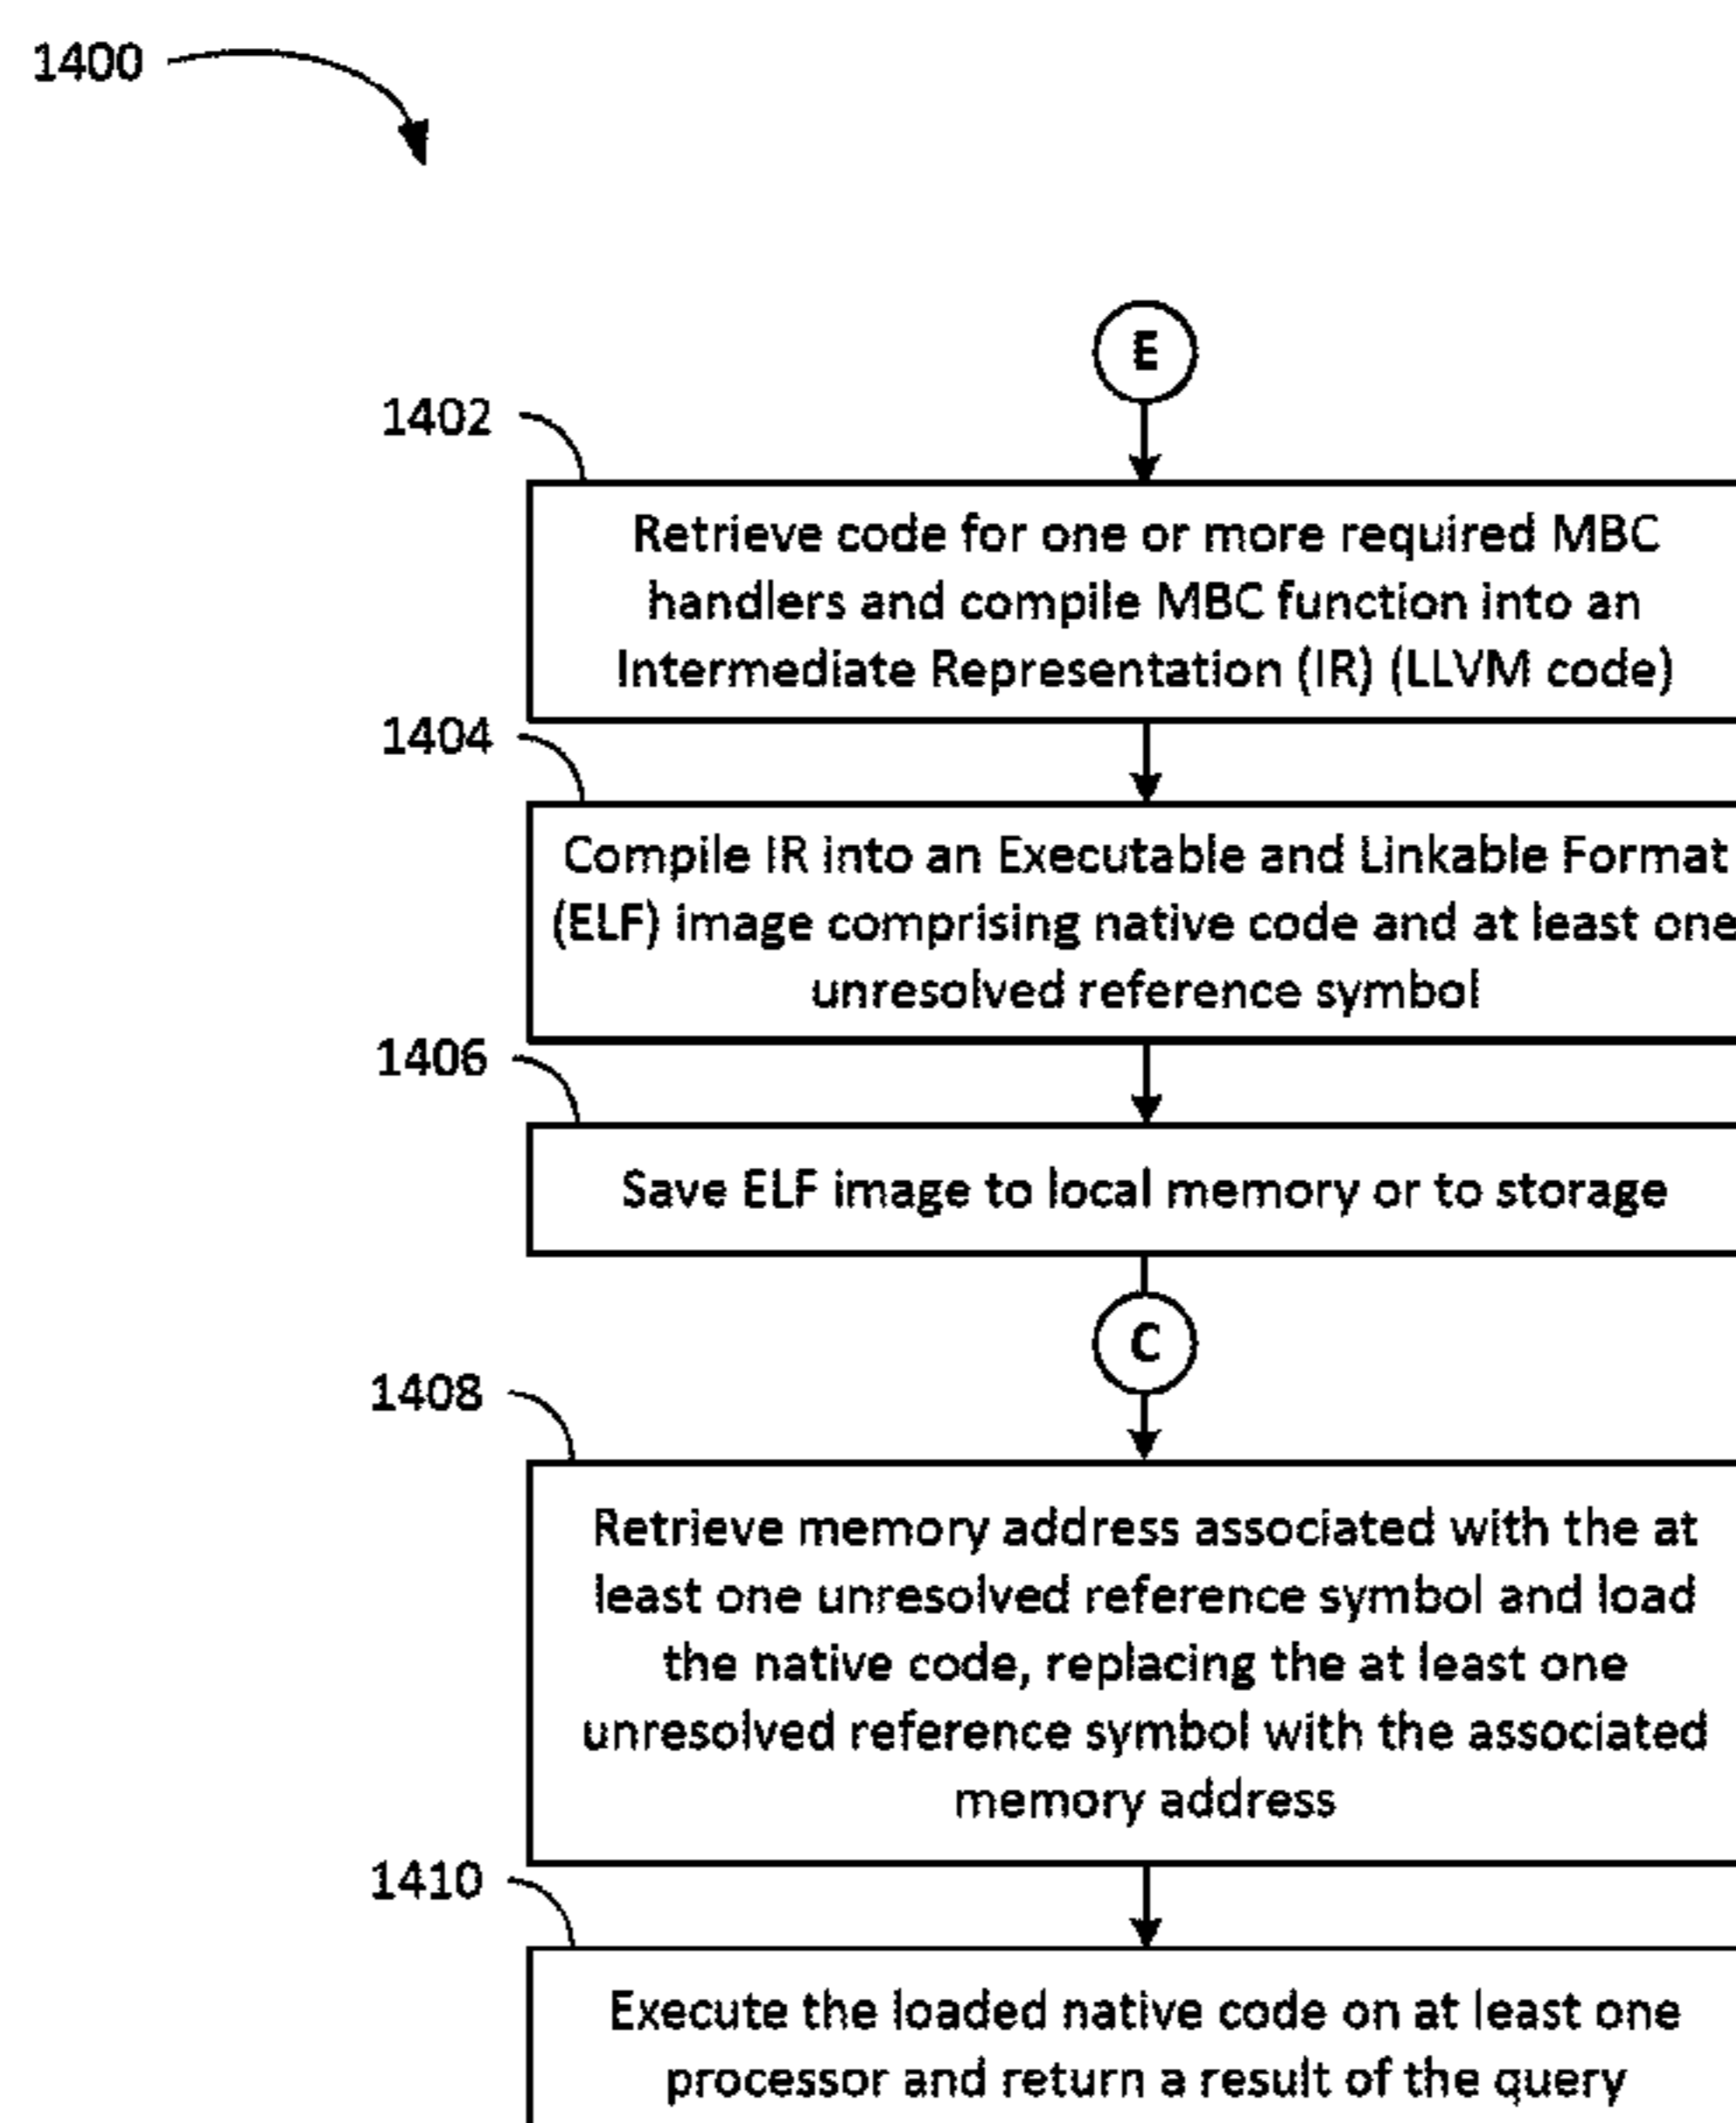 1400
E
1402
Retrieve code for one or more required MBC
handlers and compile MBC function into an
Intermediate Representation (IR) (LLVM code)
1404
Compile IR into an Executable and Linkable Format
(ELF) image comprising native code and at least one
unresolved reference symbol
1406
Save ELF image to local memory or to storage
C
1408
Retrieve memory address associated with the at
least one unresolved reference symbol and load
the native code, replacing the at least one
unresolved reference symbol with the associated
memory address
1410
Execute the loaded native code on at least one
processor and return a result of the query